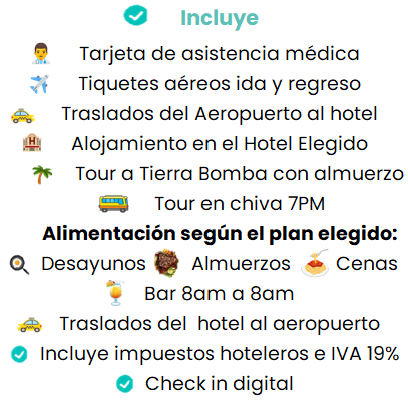 Incluye
Tarjeta de asistencia médica
Tiquetes aéreos ida y regreso
Traslados del Aeropuerto al hotel
Alojamiento en el Hotel Elegido
Tour a Tierra Bomba con almuerzo
Tour en chiva 7PM
Alimentación según el plan elegido:
Desayunos Almuerzos Cenas
Bar 8am a 8am
Traslados del hotel al aeropuerto
Incluye impuestos hoteleros e IVA 19%
Check in digital